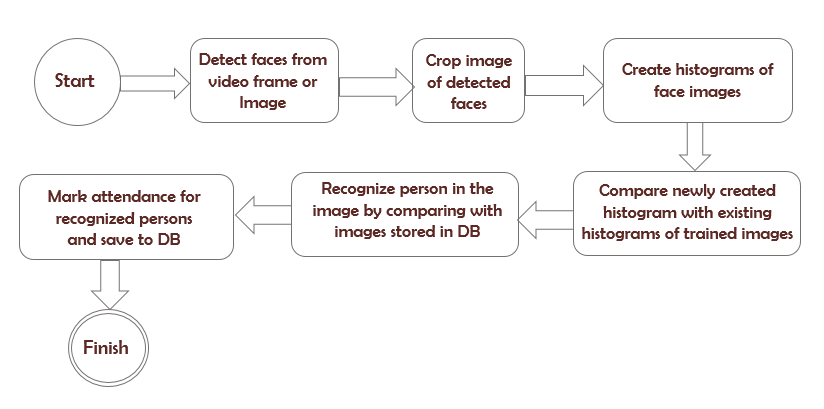 Start
Detect faces from
video frame or
Image
Crop image
of detected
faces
Create histograms of
face images
Compare newly created
histogram with existing
histograms of trained images
Recognize person in the
image by comparing with
images stored in DB
Mark attendance for
recognized persons
and save to DB
Finish